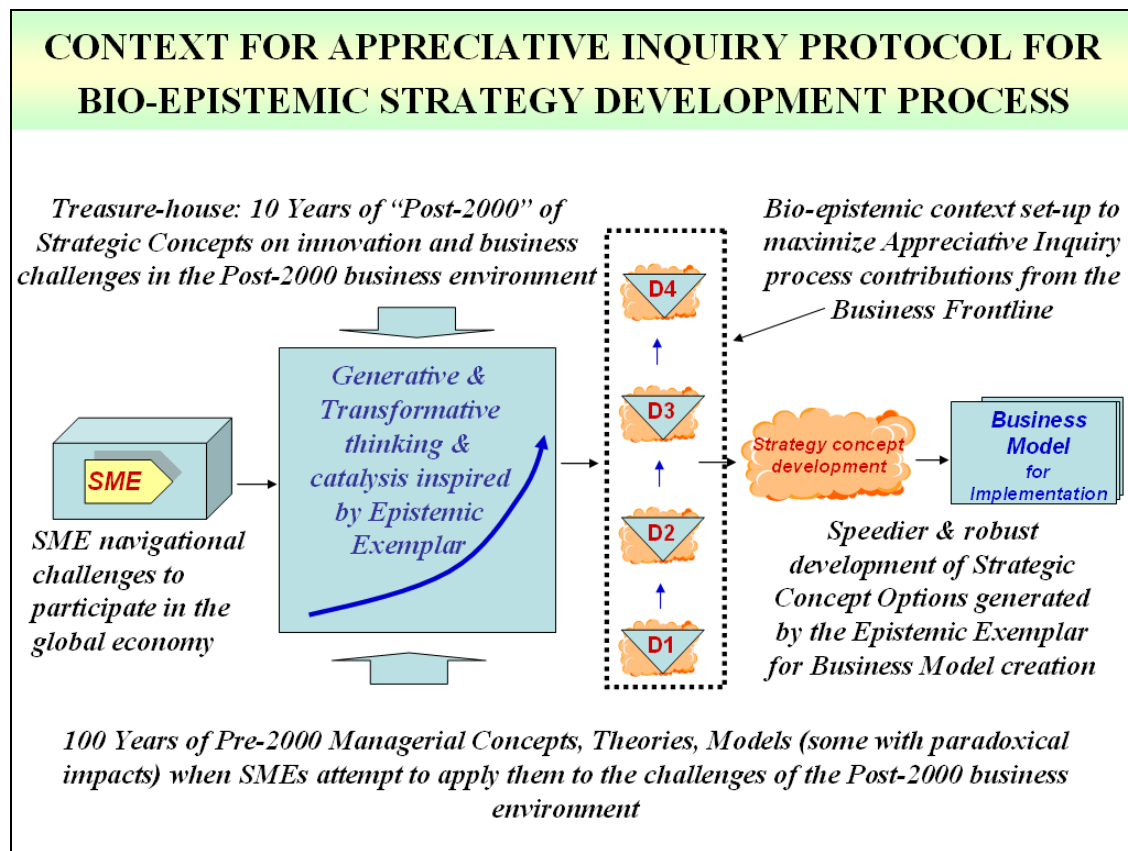 CONTEXT FOR APPRECIATIVE INQUIRY PROTOCOL FOR
BIO-EPISTEMIC STRATEGY DEVELOPMENT PROCESS
Treasure-house: 10 Years of “Post-2000” of
Strategic Concepts on innovation and business
challenges in the Post-2000 business environment
Bio-epistemic context set-up to
maximize Appreciative Inquiry
process contributions from the
Business Frontline
SME
SME navigational
challenges to
participate in the
global economy
Generative &
Transformative
thinking &
catalysis inspired
by Epistemic
Exemplar
D4
D3
D2
D1
Strategy concept
development
Business
Model
for
Implementation
Speedier & robust
development of Strategic
Concept Options generated
by the Epistemic Exemplar
for Business Model creation
100 Years of Pre-2000 Managerial Concepts, Theories, Models (some with paradoxical
impacts) when SMEs attempt to apply them to the challenges of the Post-2000 business
environment